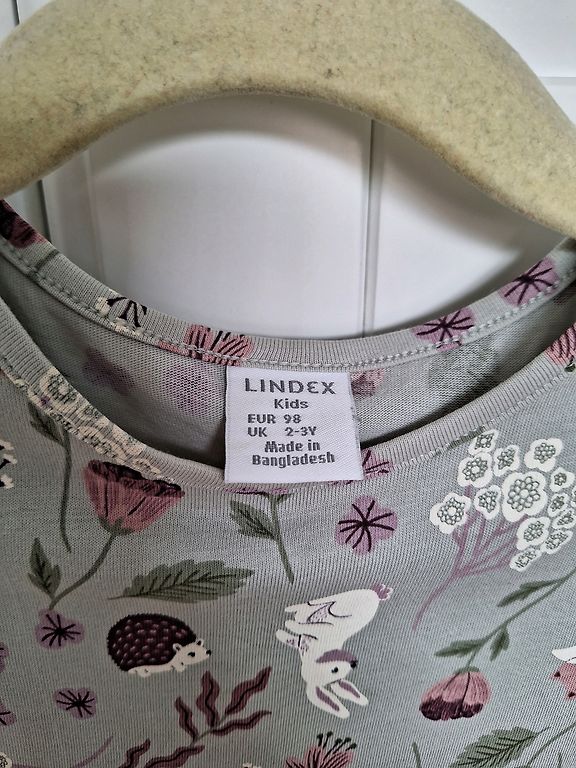 LINDEX
Kids
EUR 98
UK 2-3Y
Made in
Bangladesh